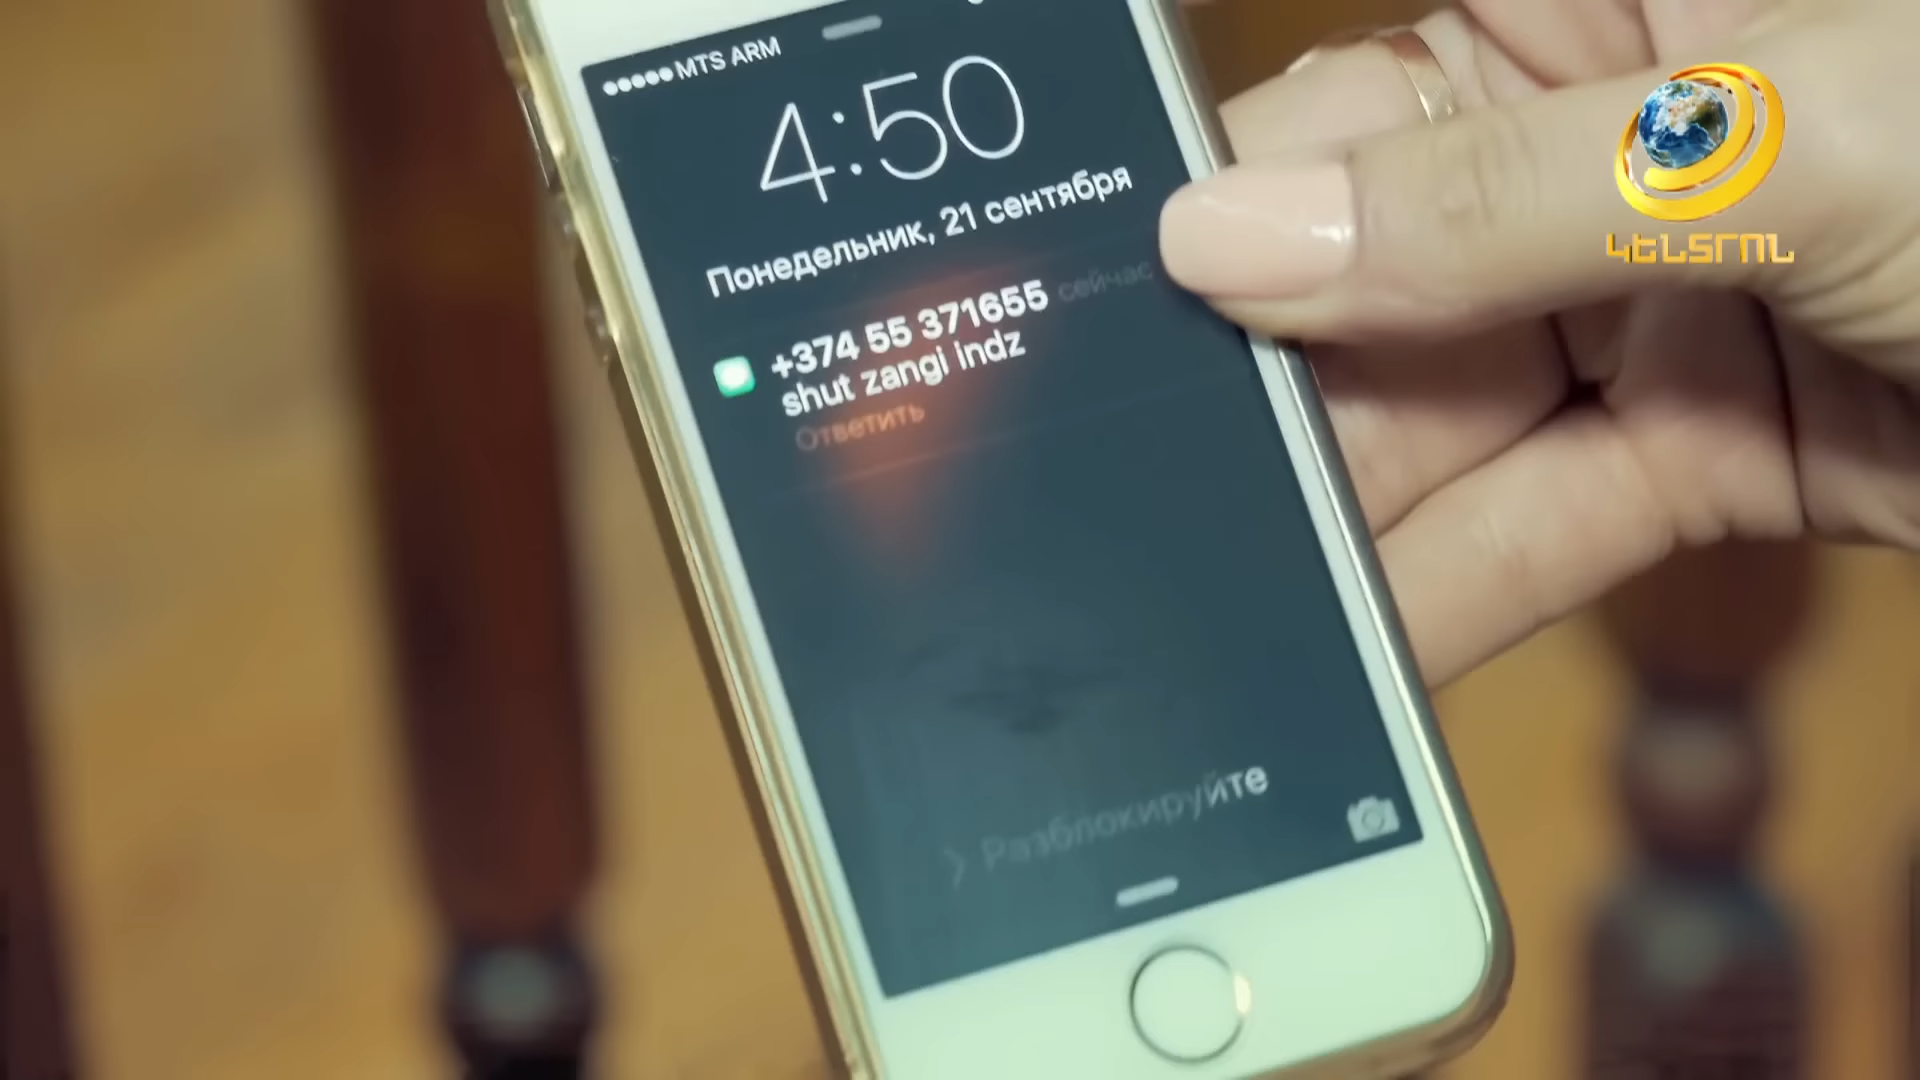 MTS ARM
4:50
Понедельник, 21 сентября
+374 55 371655 сейчас
shut zangi indz
Ответить
> Разблокируйте
ԿԵՆՏՐՈՆ